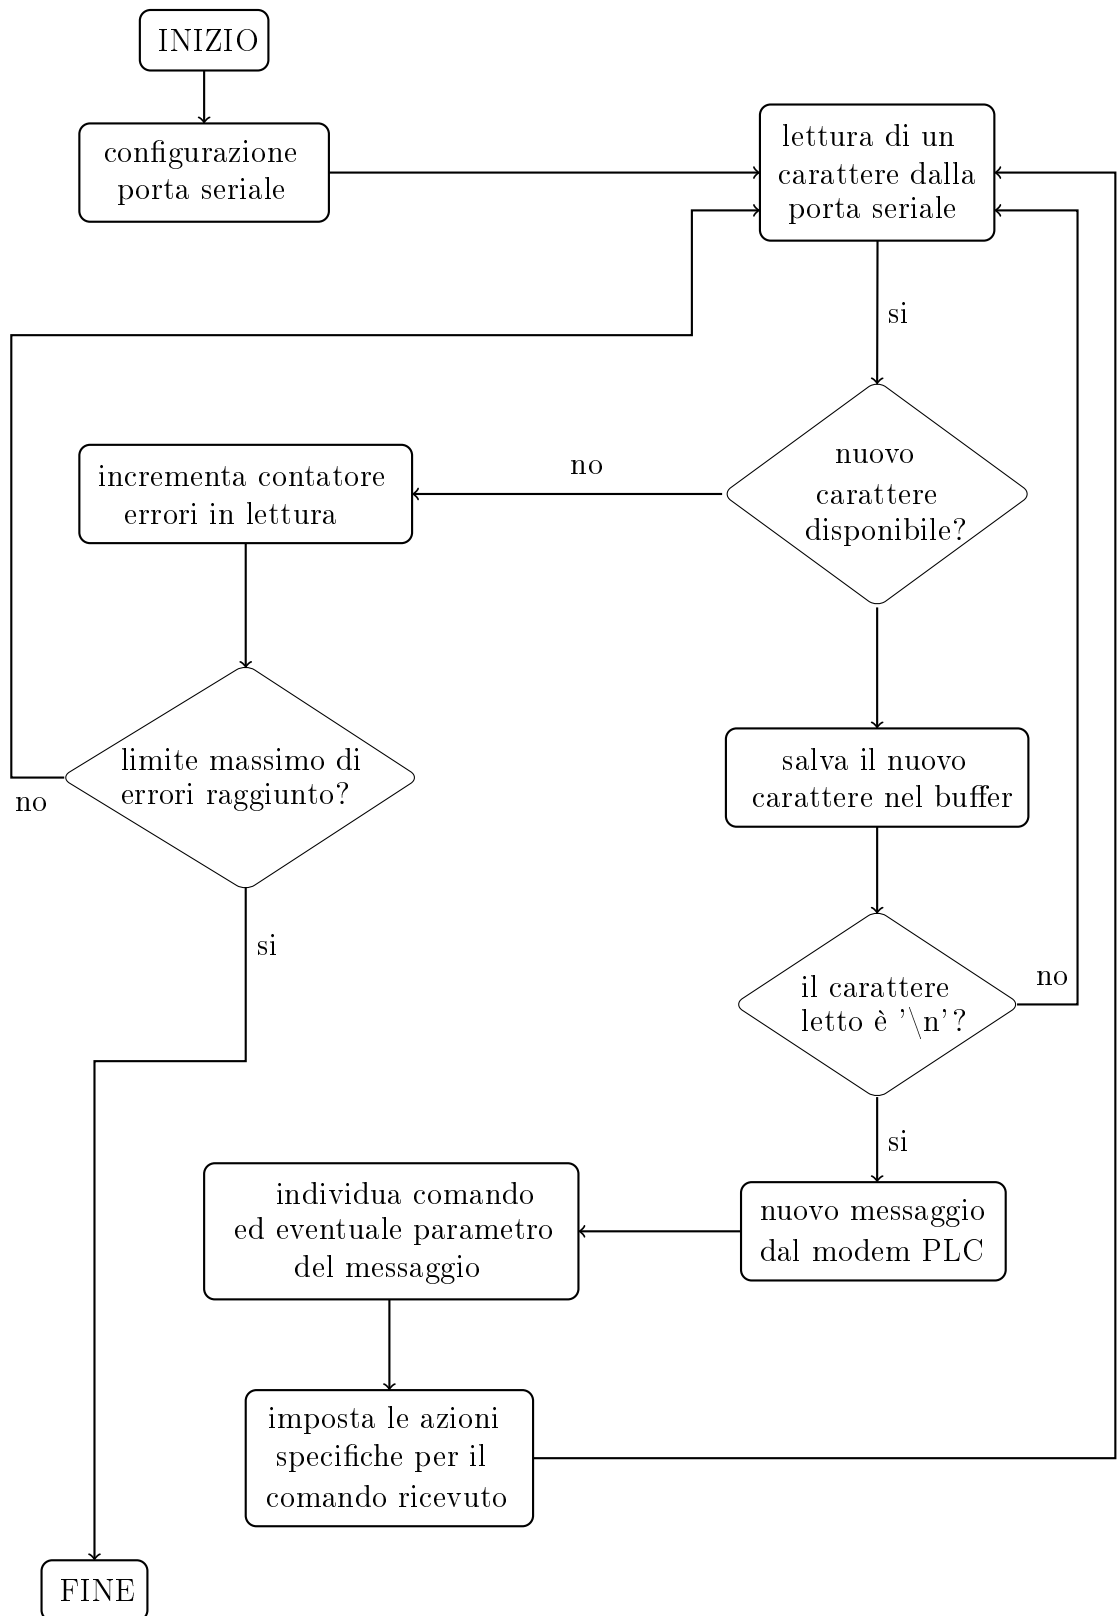 INIZIO
configurazione
porta seriale
lettura di un
carattere dalla
porta seriale
si
nuovo
carattere
disponibile?
no
incrementa contatore
errori in lettura
limite massimo di
errori raggiunto?
no
si
salva il nuovo
carattere nel buffer
il carattere
letto è '\n'?
no
si
nuovo messaggio
dal modem PLC
individua comando
ed eventuale parametro
del messaggio
imposta le azioni
specifiche per il
comando ricevuto
FINE